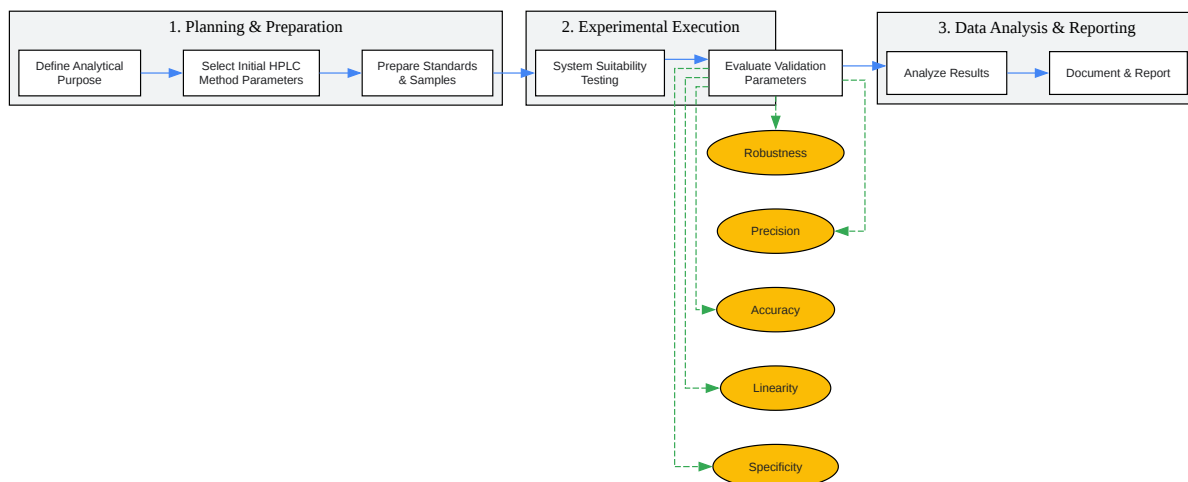 1. Planning & Preparation
Define Analytical
Purpose
Select Initial HPLC
Method Parameters
Prepare Standards
& Samples
2. Experimental Execution
System Suitability
Testing
Evaluate Validation
Parameters
3. Data Analysis & Reporting
Analyze Results
Document & Report
Robustness
Precision
Accuracy
Linearity
Specificity